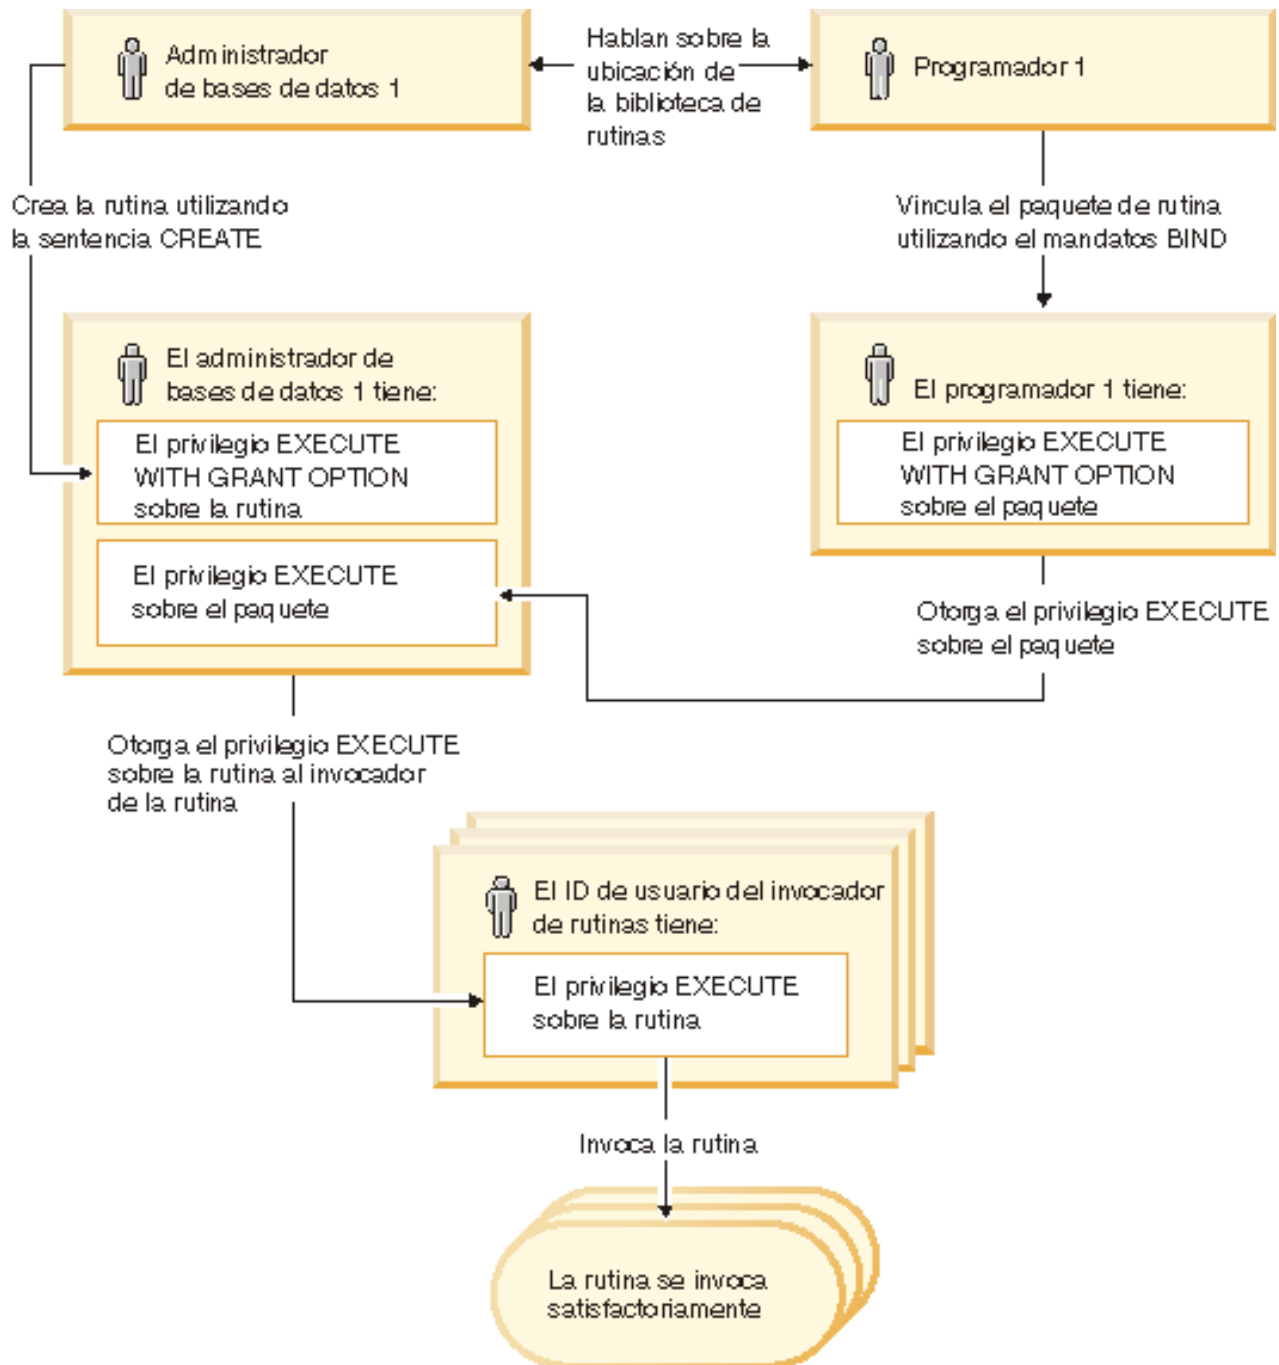 Administrador
de bases de datos 1
Hablan sobre la
ubicación de
la biblioteca de
rutinas
Programador 1
Crea la rutina utilizando
la sentencia CREATE
Vincula el paquete de rutina
utilizando el mandatos BIND
El administrador de
bases de datos 1 tiene:
El privilegio EXECUTE
WITH GRANT OPTION
sobre la rutina
El privilegio EXECUTE
sobre el paquete
El programador 1 tiene:
El privilegio EXECUTE
WITH GRANT OPTION
sobre el paquete
Otorga el privilegio EXECUTE
sobre el paquete
Otorga el privilegio EXECUTE
sobre la rutina al invocador
de la rutina
El ID de usuario del invocador
de rutinas tiene:
El privilegio EXECUTE
sobre la rutina
Invoca la rutina
La rutina se invoca
satisfactoriamente